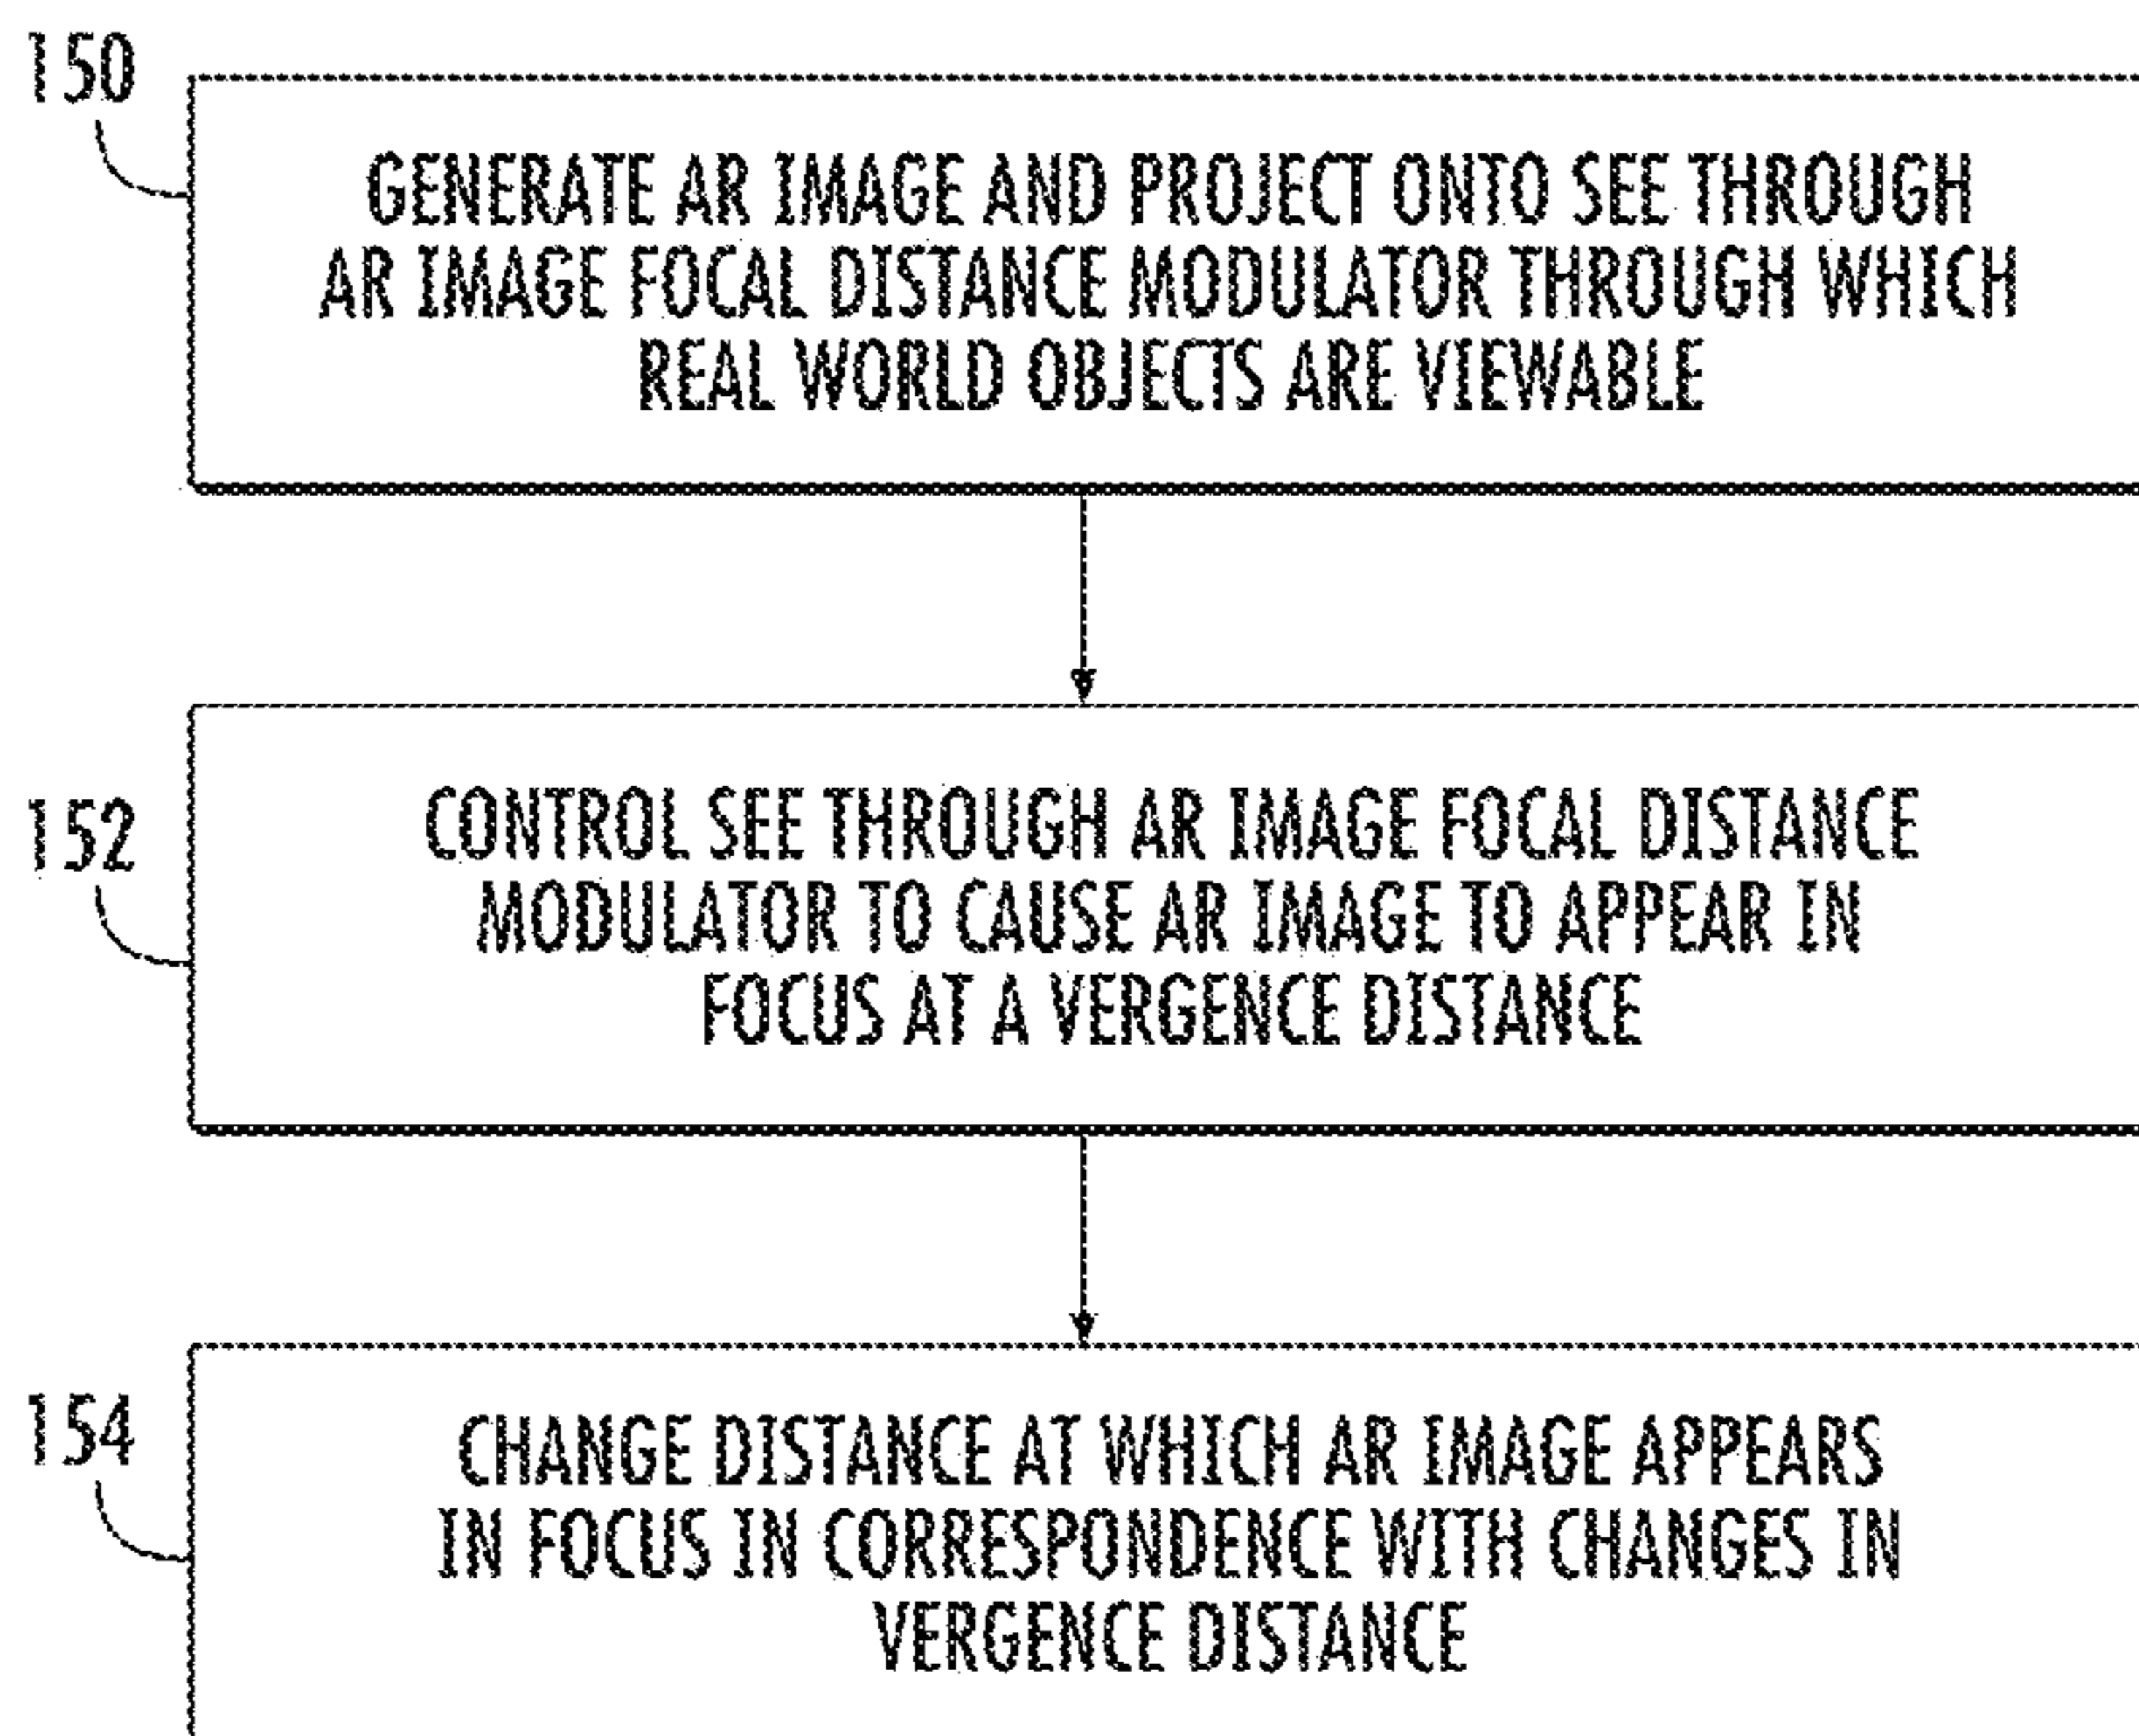 150
GENERATE AR IMAGE AND PROJECT ONTO SEE THROUGH
AR IMAGE FOCAL DISTANCE MODULATOR THROUGH WHICH
REAL WORLD OBJECTS ARE VIEWABLE
152
CONTROL SEE THROUGH AR IMAGE FOCAL DISTANCE
MODULATOR TO CAUSE AR IMAGE TO APPEAR IN
FOCUS AT A VERGENCE DISTANCE
154
CHANGE DISTANCE AT WHICH AR IMAGE APPEARS
IN FOCUS IN CORRESPONDENCE WITH CHANGES IN
VERGENCE DISTANCE